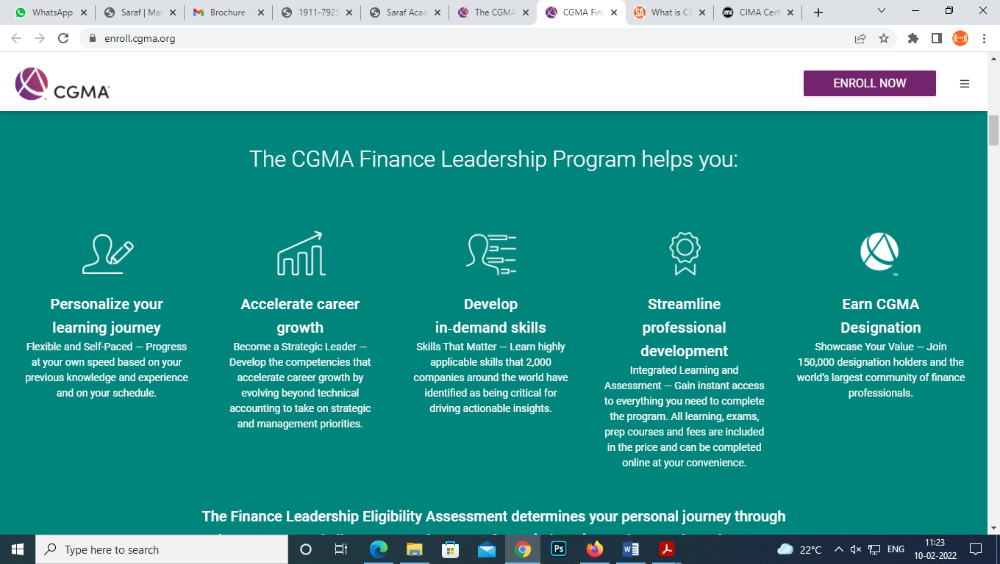 WhatsApp
Saraf | Mar
Brochure -
1911-7925
Saraf Acad
The CGMA
CGMA Fina
What is CI
CIMA Cert
enroll.cgma.org
CGMA
ENROLL NOW
The CGMA Finance Leadership Program helps you:
Personalize your
learning journey
Flexible and Self-Paced — Progress
at your own speed based on your
previous knowledge and experience
and on your schedule.
Accelerate career
growth
Become a Strategic Leader —
Develop the competencies that
accelerate career growth by
evolving beyond technical
accounting to take on strategic
and management priorities.
Develop
in-demand skills
Skills That Matter — Learn highly
applicable skills that 2,000
companies around the world have
identified as being critical for
driving actionable insights.
Streamline
professional
development
Integrated Learning and
Assessment — Gain instant access
to everything you need to complete
the program. All learning, exams,
prep courses and fees are included
in the price and can be completed
online at your convenience.
TM
Earn CGMA
Designation
Showcase Your Value — Join
150,000 designation holders and the
world's largest community of finance
professionals.
The Finance Leadership Eligibility Assessment determines your personal journey through
Type here to search
Ps
22°C
ENG
11:23
10-02-2022